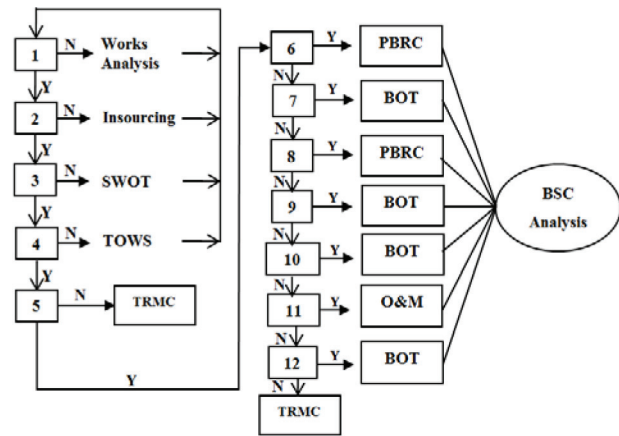 1 N Works Analysis
Y
2 N Insourcing
Y
3 N SWOT
Y
4 N TOWS
Y
5 N TRMC
Y
6 Y PBRC
N
7 Y BOT
N
8 Y PBRC
N
9 Y BOT
N
10 Y BOT
N
11 Y O&M
N
12 Y BOT
N
TRMC
BSC
Analysis